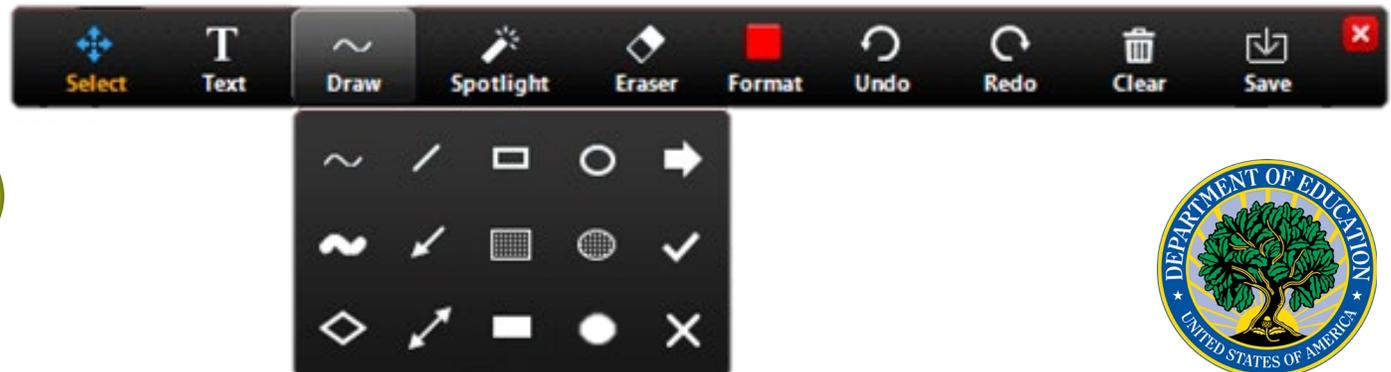 Select Text Draw Spotlight Eraser Format Undo Redo Clear Save
DEPARTMENT OF EDUCATION
UNITED STATES OF AMERICA